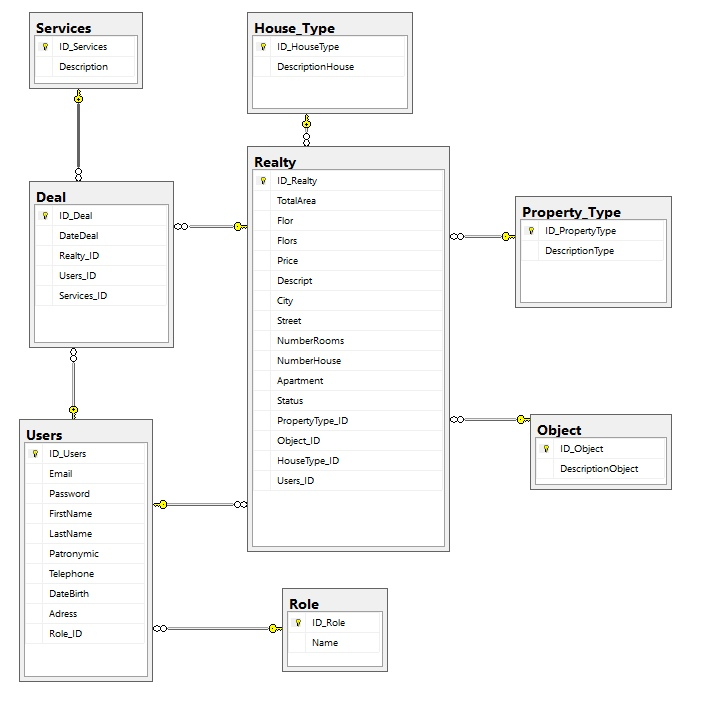 Services
ID_Services
Description
House_Type
ID_HouseType
DescriptionHouse
Deal
ID_Deal
DateDeal
Realty_ID
Users_ID
Services_ID
Realty
ID_Realty
TotalArea
Flor
Flors
Price
Descript
City
Street
NumberRooms
NumberHouse
Apartment
Status
PropertyType_ID
Object_ID
HouseType_ID
Users_ID
Property_Type
ID_PropertyType
DescriptionType
Object
ID_Object
DescriptionObject
Users
ID_Users
Email
Password
FirstName
LastName
Patronymic
Telephone
DateBirth
Adress
Role_ID
Role
ID_Role
Name